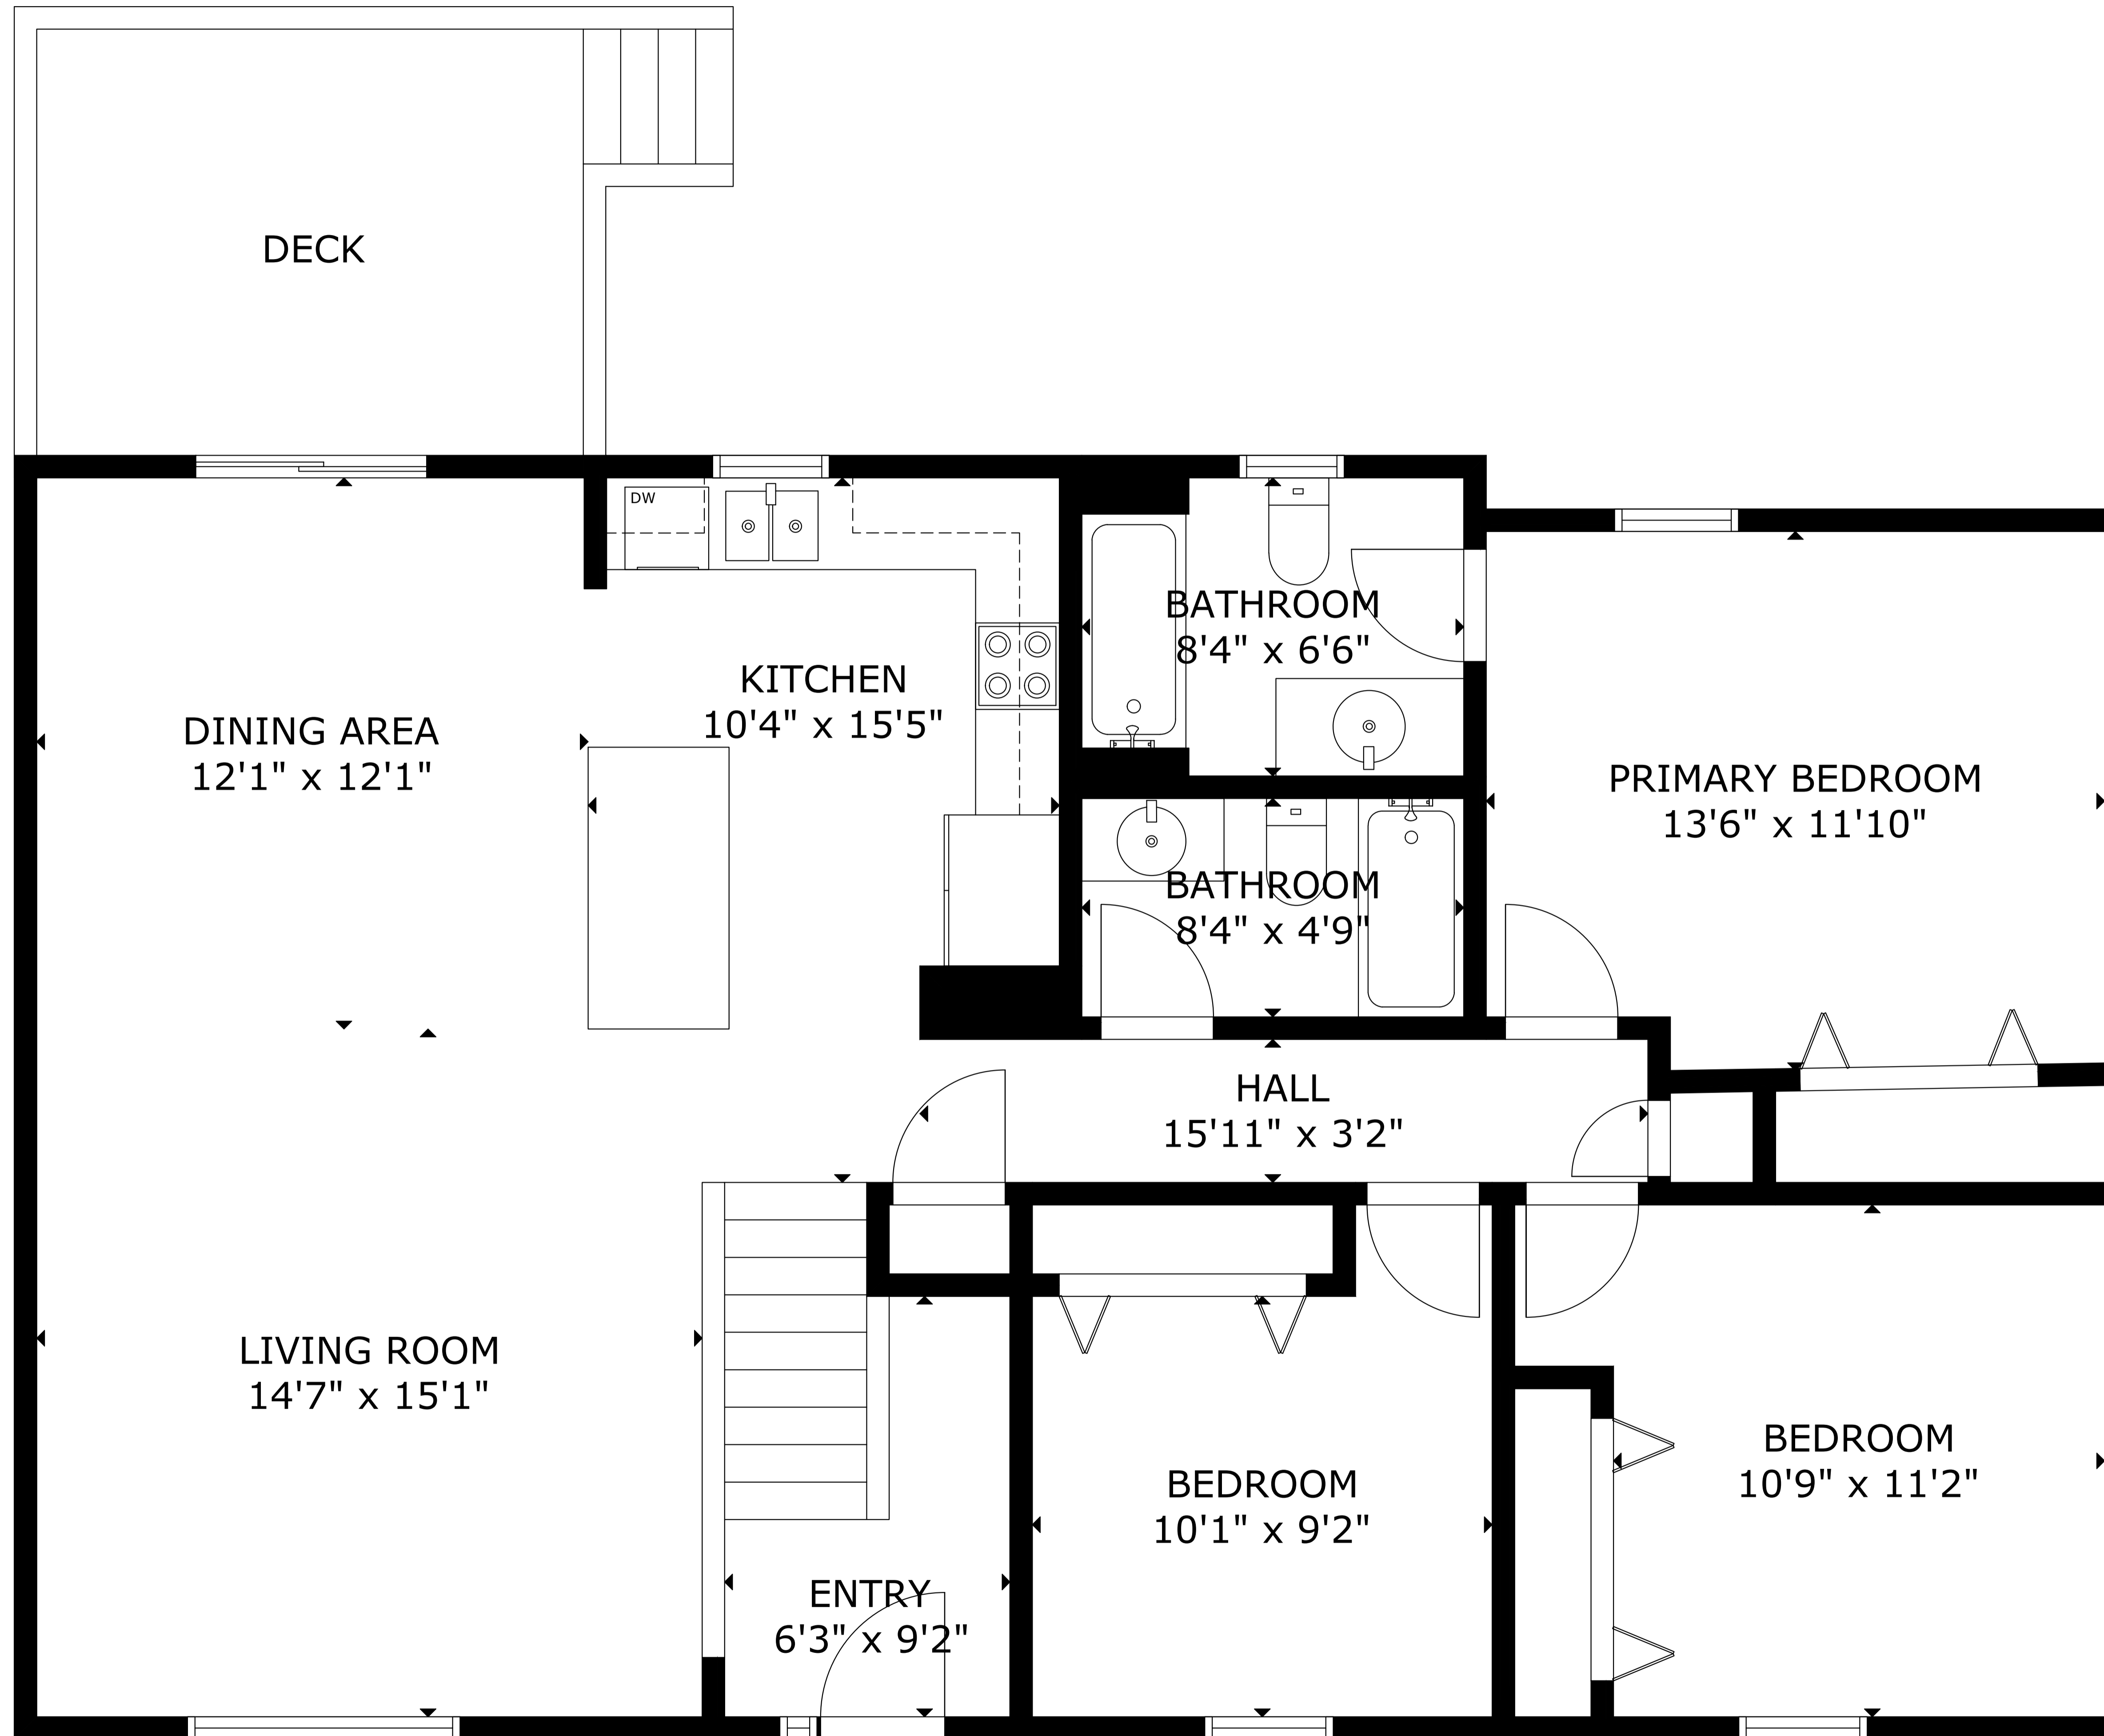 DECK
DW
BATHROOM
8'4" x 6'6"
KITCHEN
10'4" x 15'5"
DINING AREA
12'1" x 12'1"
PRIMARY BEDROOM
13'6" x 11'10"
BATHROOM
8'4" x 4'9"
HALL
15'11" x 3'2"
LIVING ROOM
14'7" x 15'1"
BEDROOM
10'9" x 11'2"
BEDROOM
10'1" x 9'2"
ENTRY
6'3" x 9'2"